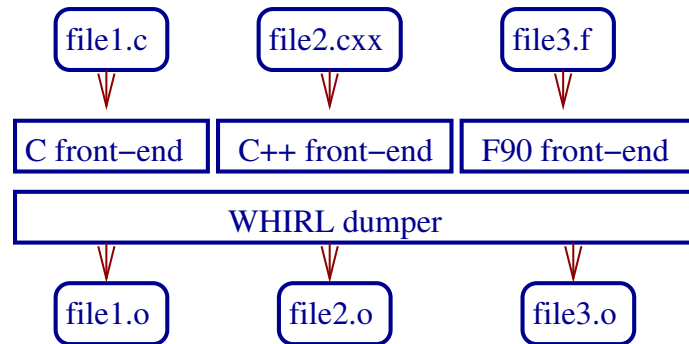 file1.c
file2.cxx
file3.f
C front−end
C++ front−end
F90 front−end
WHIRL dumper
file1.o
file2.o
file3.o